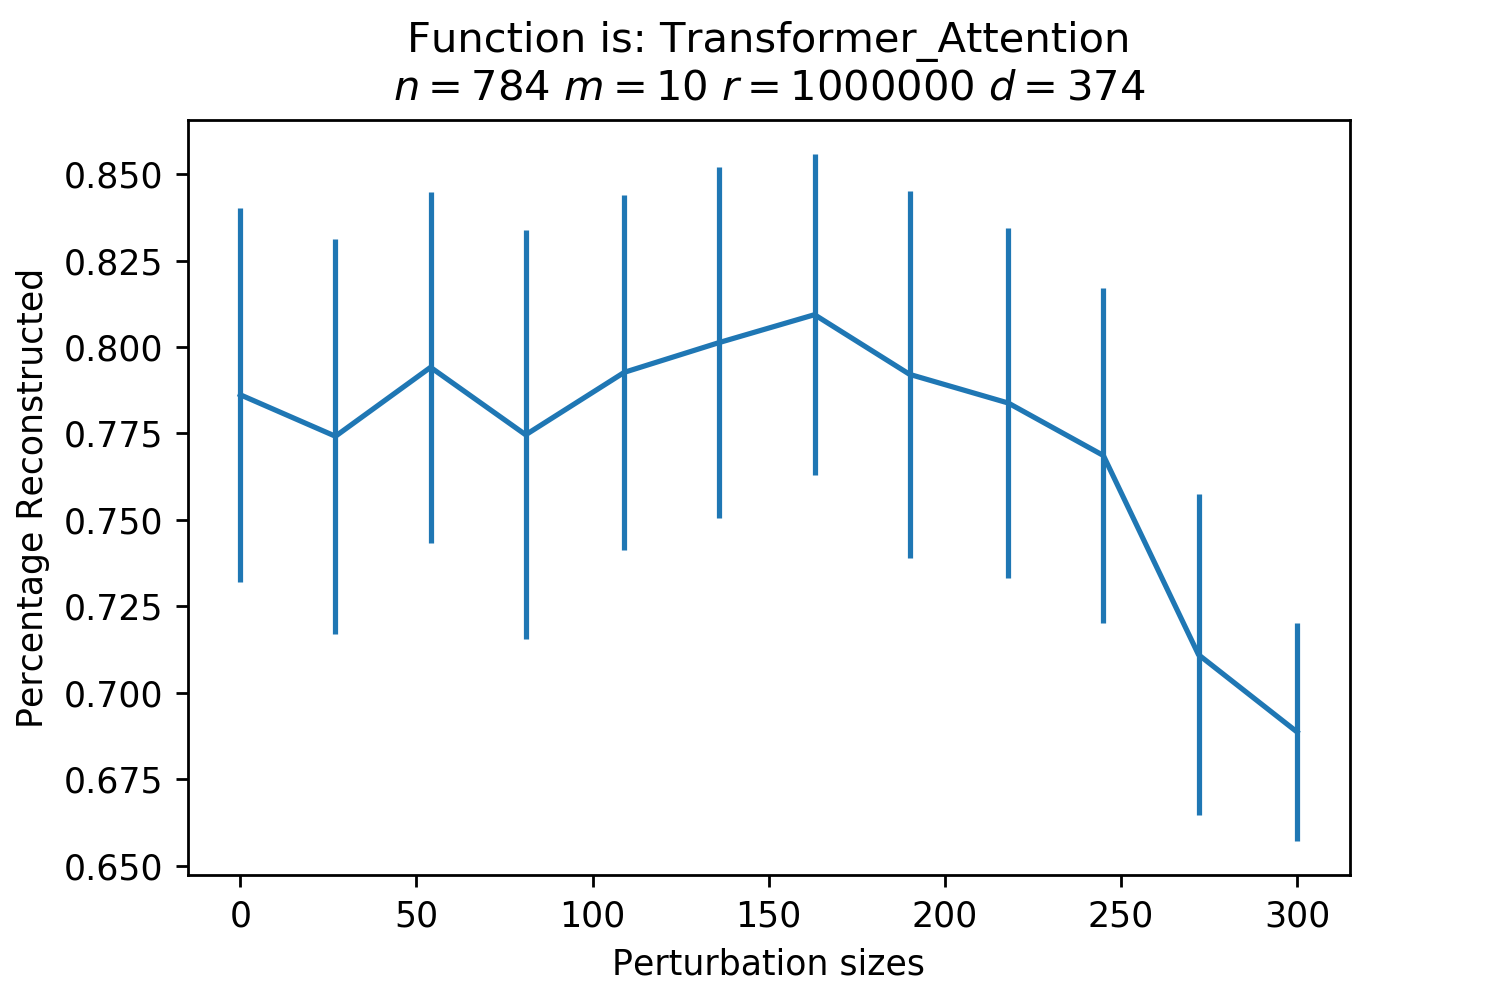 Function is: Transformer_Attention
n = 784 m = 10 r = 1000000 d = 374
0.850
0.825
0.800
0.775
0.750
0.725
0.700
0.675
0.650
Percentage Reconstructed
0 50 100 150 200 250 300
Perturbation sizes